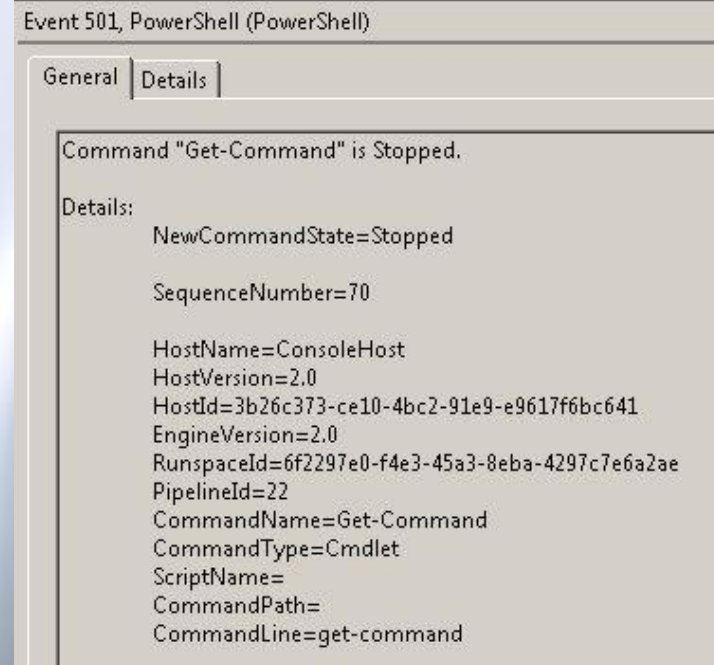 Event 501, PowerShell (PowerShell)
General
Details
Command "Get-Command" is Stopped.
Details:
NewCommandState=Stopped
SequenceNumber=70
HostName=ConsoleHost
HostVersion=2.0
HostId=3b26c373-ce10-4bc2-91e9-e9617f6bc641
EngineVersion=2.0
RunspaceId=6f2297e0-f4e3-45a3-8eba-4297c7e6a2ae
PipelineId=22
CommandName=Get-Command
CommandType=Cmdlet
ScriptName=
CommandPath=
CommandLine=get-command